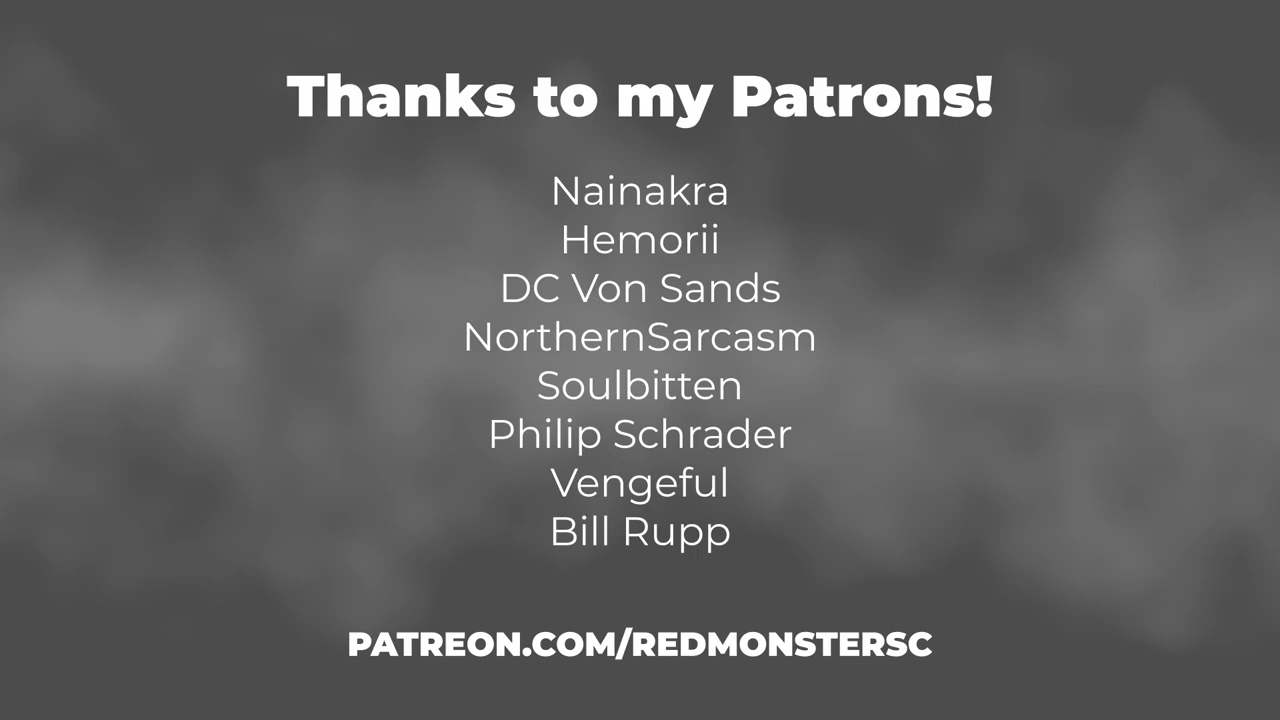 Thanks to my Patrons!
Nainakra
Hemorii
DC Von Sands
NorthernSarcasm
Soulbitten
Philip Schrader
Vengeful
Bill Rupp
PATREON.COM/REDMONSTERSC